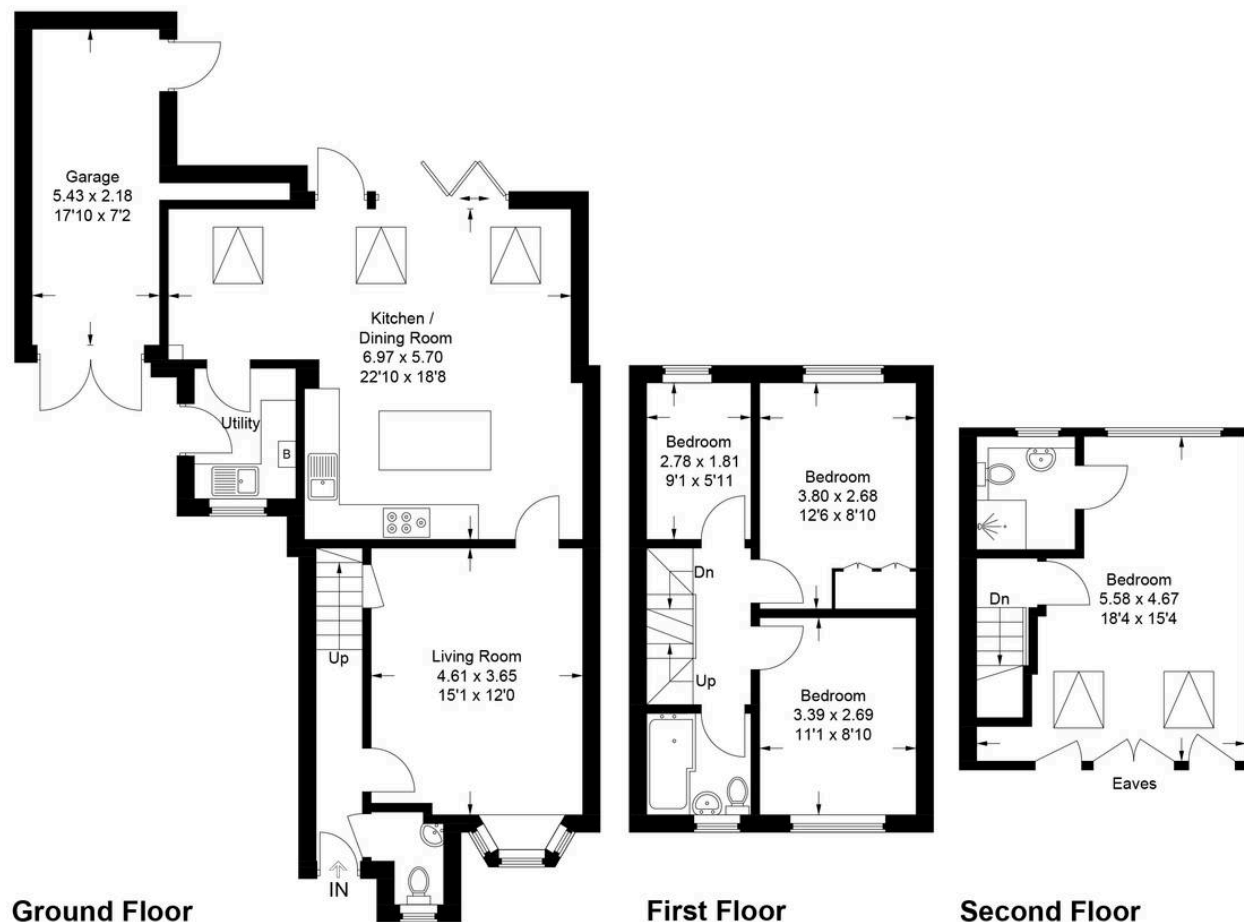 Garage
5.43 x 2.18
17'10 x 7'2
Kitchen /
Dining Room
6.97 x 5.70
22'10 x 18'8
Utility
B
Up
Living Room
4.61 x 3.65
15'1 x 12'0
IN
Ground Floor
Bedroom
2.78 x 1.81
9'1 x 5'11
Bedroom
3.80 x 2.68
12'6 x 8'10
Dn
Up
Bedroom
3.39 x 2.69
11'1 x 8'10
First Floor
Bedroom
5.58 x 4.67
18'4 x 15'4
Dn
Eaves
Second Floor